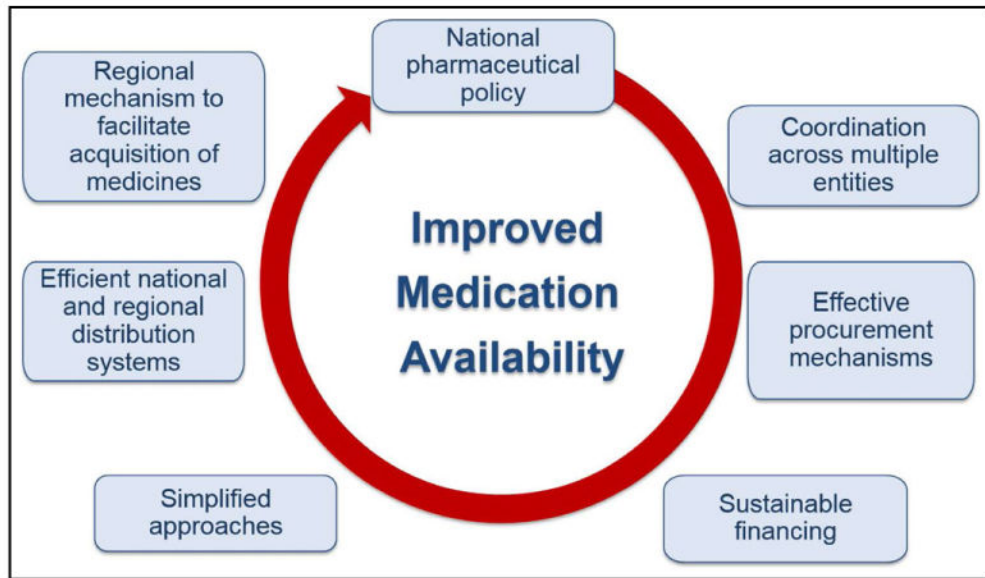 National
pharmaceutical
policy
Regional
mechanism to
facilitate
acquisition of
medicines
Coordination
across multiple
entities
Improved
Medication
Availability
Efficient national
and regional
distribution
systems
Effective
procurement
mechanisms
Simplified
approaches
Sustainable
financing